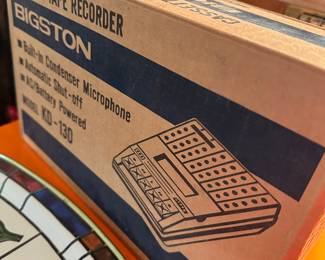 TAPE RECORDER
BIGSTON
Built-in Condenser Microphone
Automatic Shut-off
AC/Battery Powered
MODEL KD-130